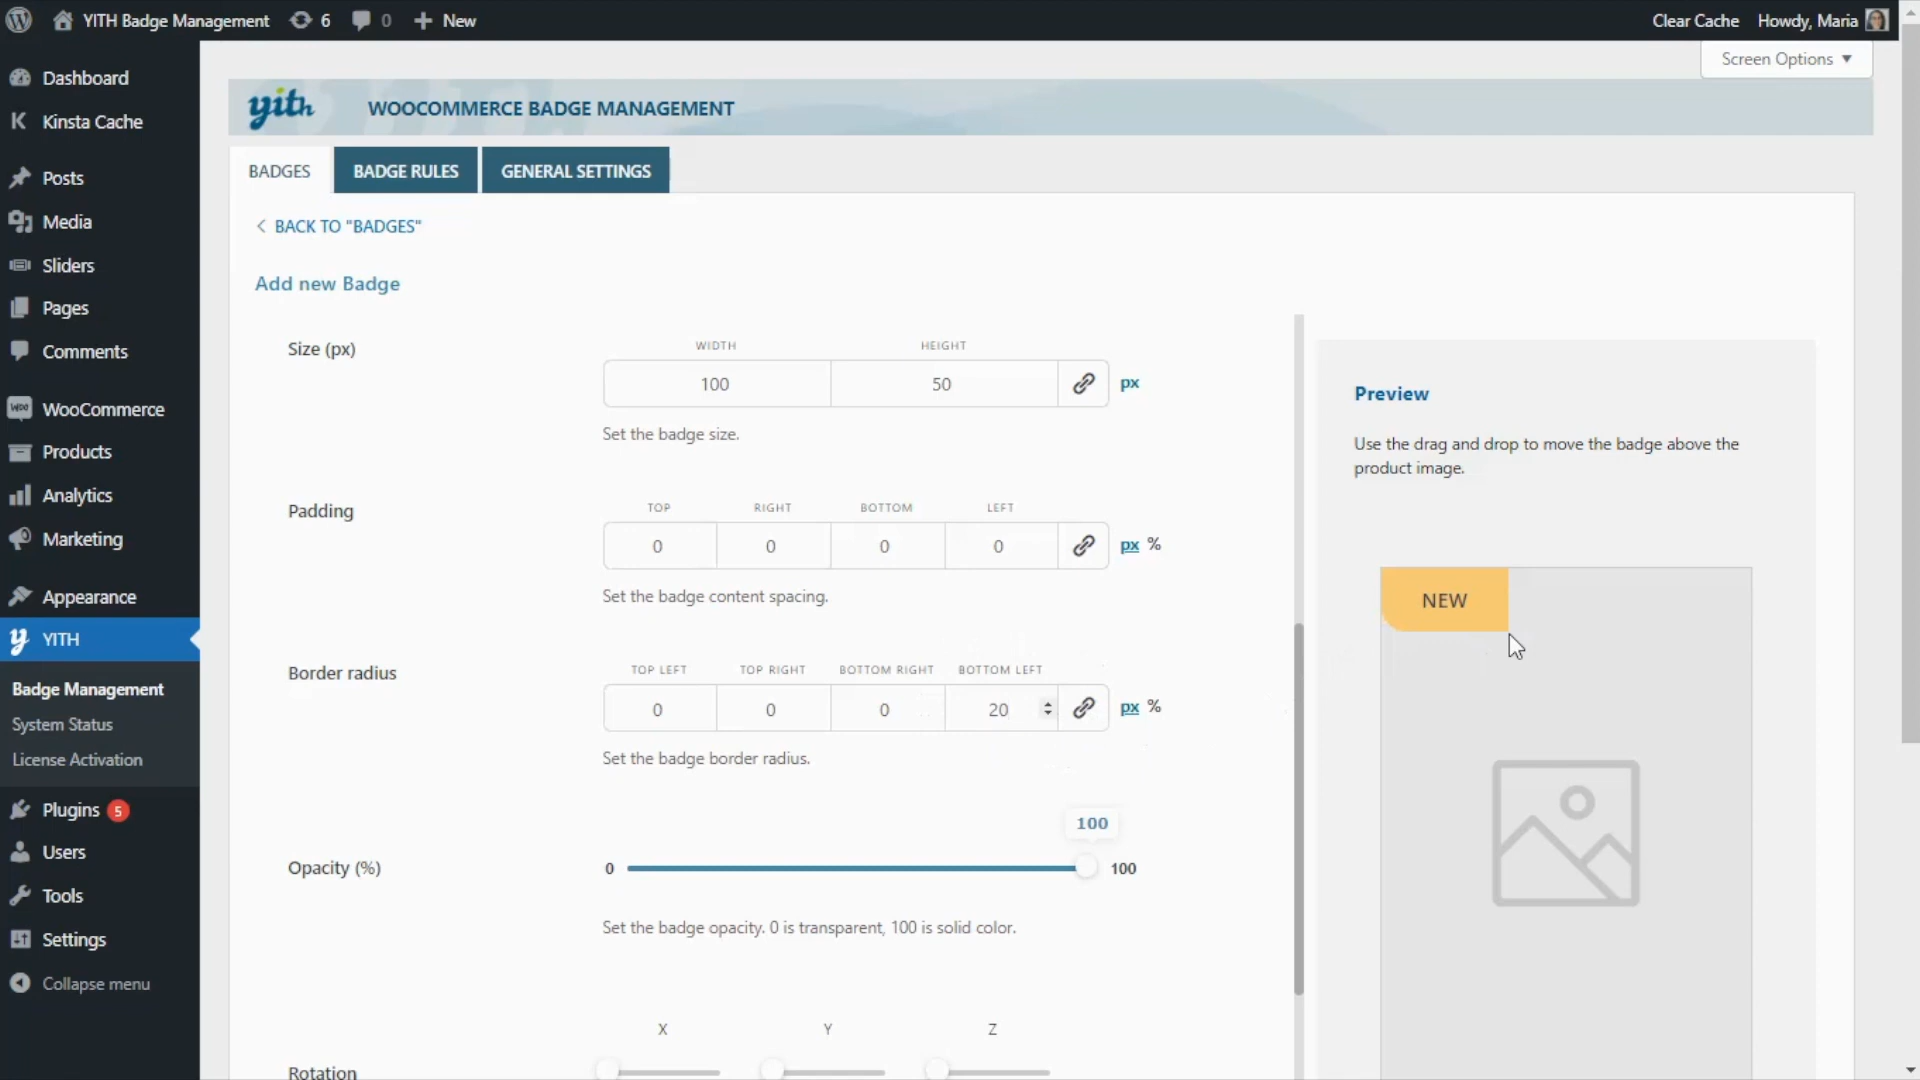 YITH Badge Management
6
0
New
Clear Cache
Howdy, Maria
Screen Options
Dashboard
Kinsta Cache
Posts
Media
Sliders
Pages
Comments
WOO
WooCommerce
Products
Analytics
Marketing
Appearance
y
YITH
Badge Management
System Status
License Activation
Plugins 5
Users
Tools
Settings
Collapse menu
yith
WOOCOMMERCE BADGE MANAGEMENT
BADGES
BADGE RULES
GENERAL SETTINGS
< BACK TO "BADGES"
Add new Badge
Size (px)
WIDTH HEIGHT
100 50 px
Set the badge size.
Padding
TOP RIGHT BOTTOM LEFT
0 0 0 0 px %
Set the badge content spacing.
Border radius
TOP LEFT TOP RIGHT BOTTOM RIGHT BOTTOM LEFT
0 0 0 20 px %
Set the badge border radius.
100
Opacity (%)
0 100
Set the badge opacity. 0 is transparent, 100 is solid color.
X Y Z
Rotation
Preview
Use the drag and drop to move the badge above the
product image.
NEW